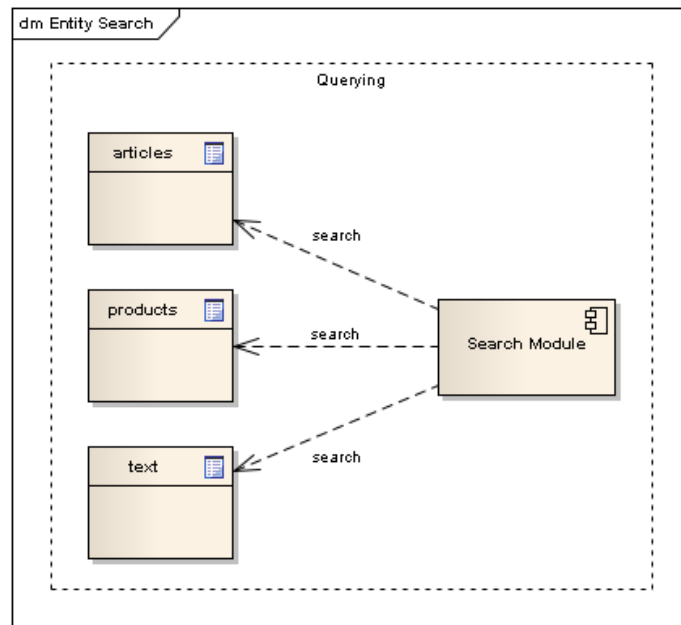 dm Entity Search
Querying
articles
search
products
search
Search Module
text
search